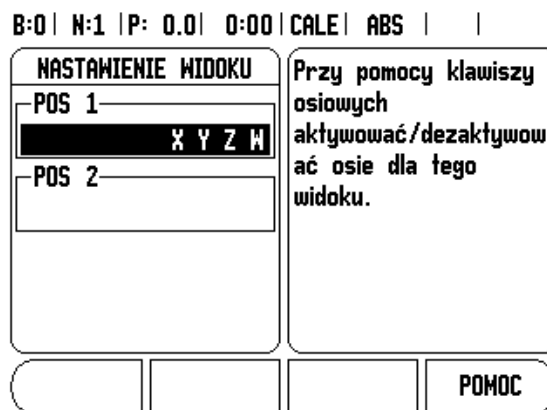 B:0 | N:1 | P: 0.0 | 0:00 | CALE | ABS | |
NASTAWIENIE WIDOKU
POS 1
X Y Z W
POS 2
Przy pomocy klawiszy
osiowych
aktywować/dezaktywow
ać osie dla tego
widoku.
POMOC